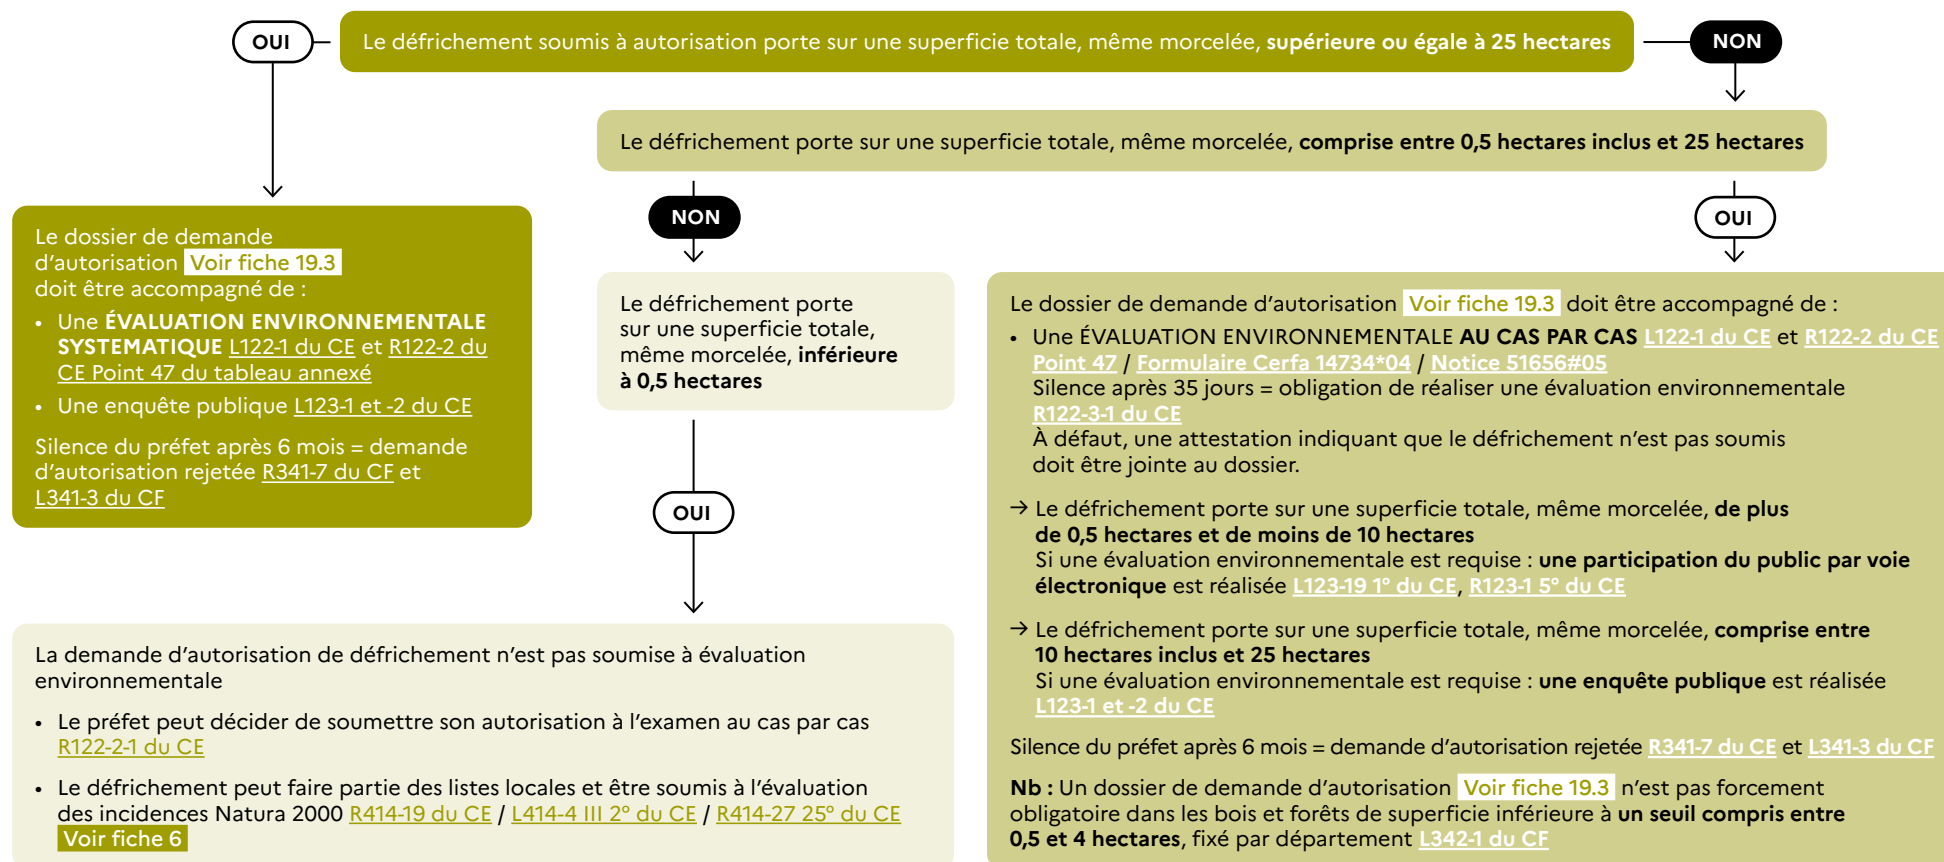 OUI
Le défrichement soumis à autorisation porte sur une superficie totale, même morcelée, supérieure ou égale à 25 hectares
NON
Le défrichement porte sur une superficie totale, même morcelée, comprise entre 0,5 hectares inclus et 25 hectares
NON
OUI
Le dossier de demande
d'autorisation Voir fiche 19.3
doit être accompagné de :
• Une ÉVALUATION ENVIRONNEMENTALE
SYSTEMATIQUE L122-1 du CE et R122-2 du
CE Point 47 du tableau annexé
• Une enquête publique L123-1 et -2 du CE
Silence du préfet après 6 mois = demande
d'autorisation rejetée R341-7 du CF et
L341-3 du CF
Le défrichement porte
sur une superficie totale,
même morcelée, inférieure
à 0,5 hectares
OUI
La demande d'autorisation de défrichement n'est pas soumise à évaluation
environnementale
• Le préfet peut décider de soumettre son autorisation à l'examen au cas par cas
R122-2-1 du CE
• Le défrichement peut faire partie des listes locales et être soumis à l'évaluation
des incidences Natura 2000 R414-19 du CE / L414-4 III 2° du CE / R414-27 25° du CE
Voir fiche 6
Le dossier de demande d'autorisation Voir fiche 19.3 doit être accompagné de :
• Une ÉVALUATION ENVIRONNEMENTALE AU CAS PAR CAS L122-1 du CE et R122-2 du CE
Point 47 / Formulaire Cerfa 14734*04 / Notice 51656#05
Silence après 35 jours = obligation de réaliser une évaluation environnementale
R122-3-1 du CE
À défaut, une attestation indiquant que le défrichement n'est pas soumis
doit être jointe au dossier.
→ Le défrichement porte sur une superficie totale, même morcelée, de plus
de 0,5 hectares et de moins de 10 hectares
Si une évaluation environnementale est requise : une participation du public par voie
électronique est réalisée L123-19 1° du CE, R123-1 5° du CE
→ Le défrichement porte sur une superficie totale, même morcelée, comprise entre
10 hectares inclus et 25 hectares
Si une évaluation environnementale est requise : une enquête publique est réalisée
L123-1 et -2 du CE
Silence du préfet après 6 mois = demande d'autorisation rejetée R341-7 du CE et L341-3 du CF
Nb : Un dossier de demande d'autorisation Voir fiche 19.3 n'est pas forcement
obligatoire dans les bois et forêts de superficie inférieure à un seuil compris entre
0,5 et 4 hectares, fixé par département L342-1 du CF